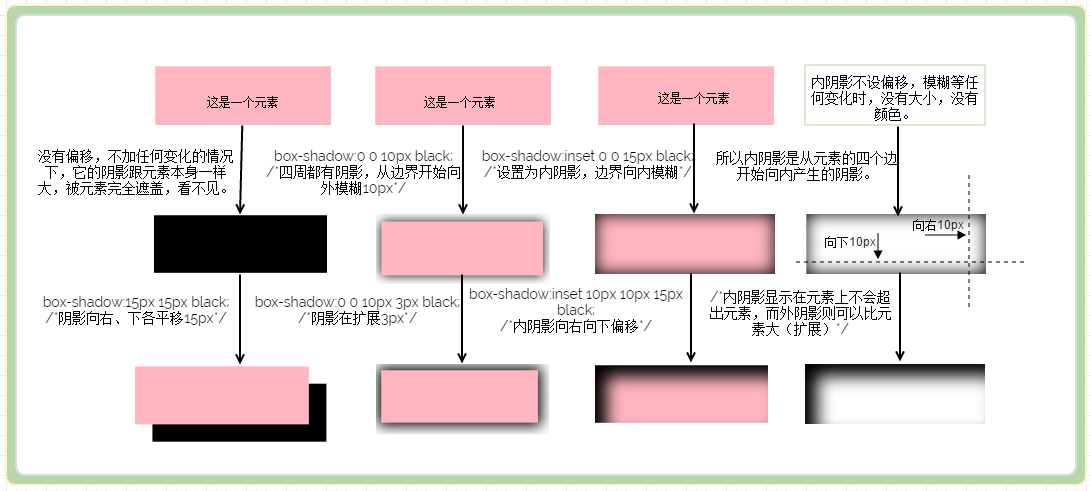 这是一个元素
这是一个元素
这是一个元素
内阴影不设偏移，模糊等任
何变化时，没有大小，没有
颜色。
没有偏移，不加任何变化的情况
下，它的阴影跟元素本身一样
大，被元素完全遮盖，看不见。
box-shadow:0 0 10px black;
/*四周都有阴影，从边界开始向
外模糊10px*/
box-shadow:inset 0 0 15px black;
/*设置为内阴影，边界向内模糊*/
所以内阴影是从元素的四个边
开始向内产生的阴影。
向右10px
向下10px
box-shadow:15px 15px black;
/*阴影向右、下各平移15px*/
box-shadow:0 0 10px 3px black;
/*阴影在扩展3px*/
box-shadow:inset 10px 10px 15px
black;
/*内阴影向右向下偏移*/
/*内阴影显示在元素上不会超
出元素，而外阴影则可以比元
素大（扩展）*/